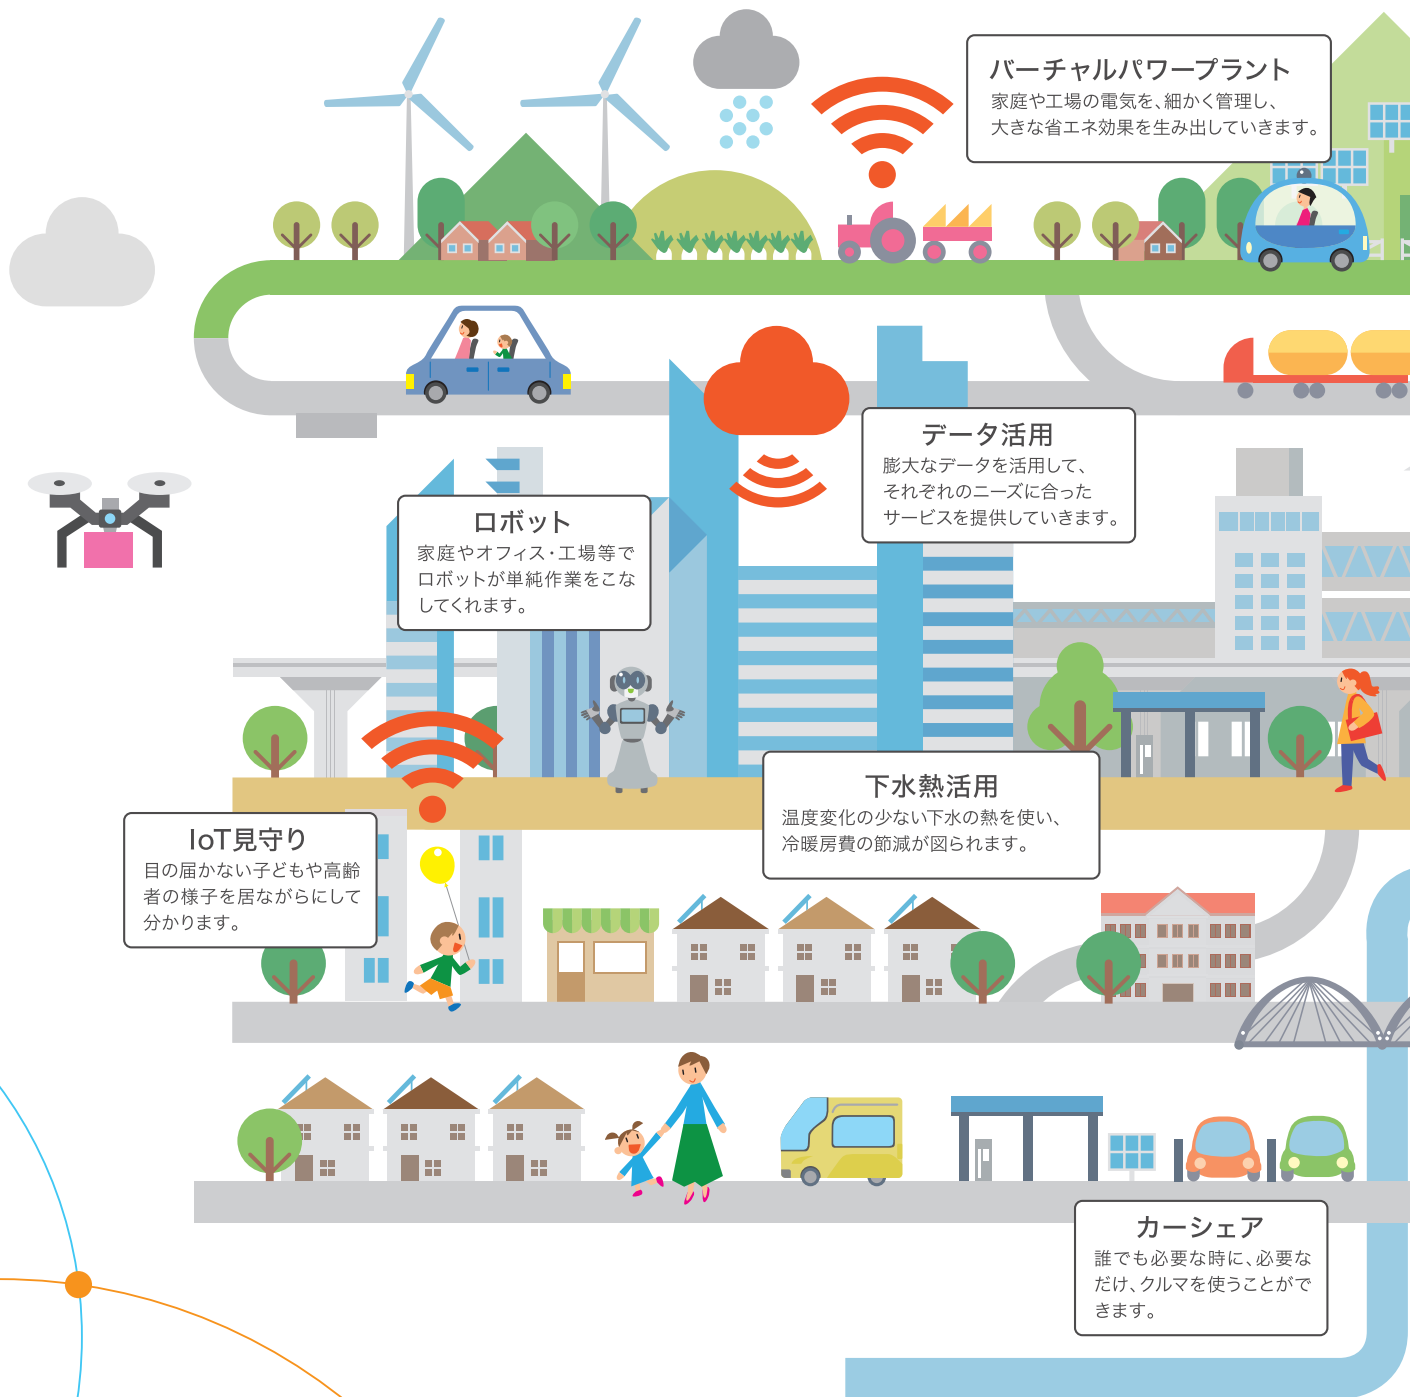 バーチャルパワープラント
家庭や工場の電気を、細かく管理し、
大きな省エネ効果を生み出していきます。
データ活用
膨大なデータを活用して、
それぞれのニーズに合った
サービスを提供していきます。
ロボット
家庭やオフィス・工場等で
ロボットが単純作業をこな
してくれます。
下水熱活用
温度変化の少ない下水の熱を使い、
冷暖房費の節減が図られます。
IoT見守り
目の届かない子どもや高齢
者の様子を居ながらにして
分かります。
カーシェア
誰でも必要な時に、必要な
だけ、クルマを使うことがで
きます。